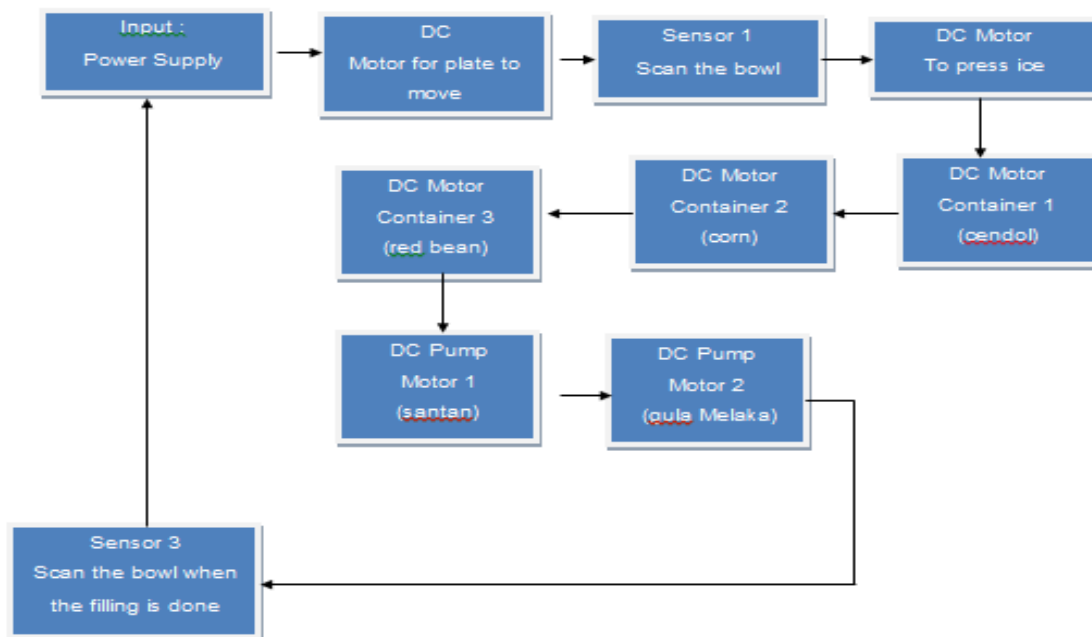 Input :
Power Supply
DC
Motor for plate to
move
Sensor 1
Scan the bowl
DC Motor
To press ice
DC Motor
Container 1
(cendol)
DC Motor
Container 2
(corn)
DC Motor
Container 3
(red bean)
DC Pump
Motor 1
(santan)
DC Pump
Motor 2
(gula Melaka)
Sensor 3
Scan the bowl when
the filling is done